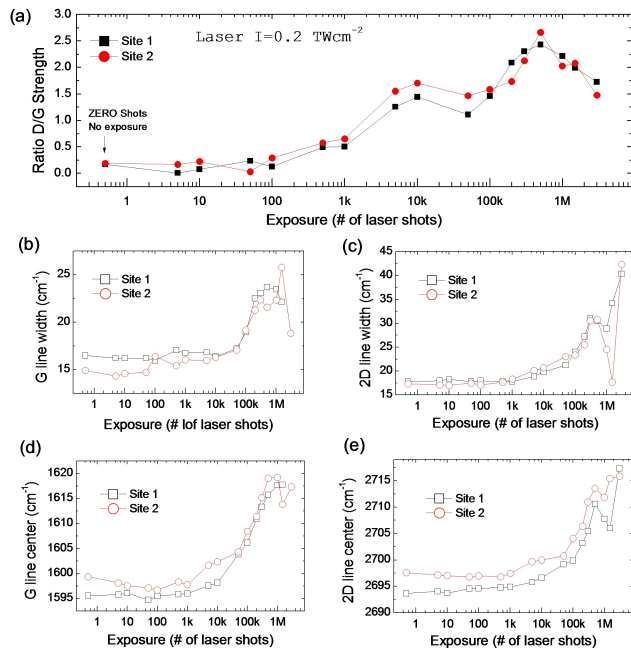 (a)
Laser I=0.2 TWcm-2
Site 1
Site 2
ZERO Shots
No exposure
Ratio D/G Strength
3.0
2.5
2.0
1.5
1.0
0.5
0.0
1 10 100 1k 10k 100k 1M
Exposure (# of laser shots)
(b)
Site 1
Site 2
G line width (cm-1)
25
20
15
1 10 100 1k 10k 100k 1M
Exposure (# lof laser shots)
(c)
Site 1
Site 2
2D line width (cm-1)
45
40
35
30
25
20
15
1 10 100 1k 10k 100k 1M
Exposure (# of laser shots)
(d)
Site 1
Site 2
G line center (cm-1)
1620
1615
1610
1605
1600
1595
1 10 100 1k 10k 100k 1M
Exposure (# of laser shots)
(e)
Site 1
Site 2
2D line center (cm-1)
2715
2710
2705
2700
2695
2690
1 10 100 1k 10k 100k 1M
Exposure (# of laser shots)